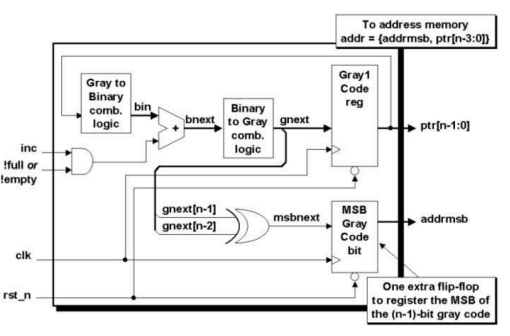 To address memory
addr = {addrmsb, ptr[n-3:0]}
Gray to
Binary
comb.
logic
bin
+
bnext
Binary
to Gray
comb.
logic
gnext
Gray1
Code
reg
ptr[n-1:0]
inc
!full or
!empty
gnext[n-1]
gnext[n-2]
msbnext
MSB
Gray
Code
bit
addrmsb
clk
rst_n
One extra flip-flop
to register the MSB of
the (n-1)-bit gray code